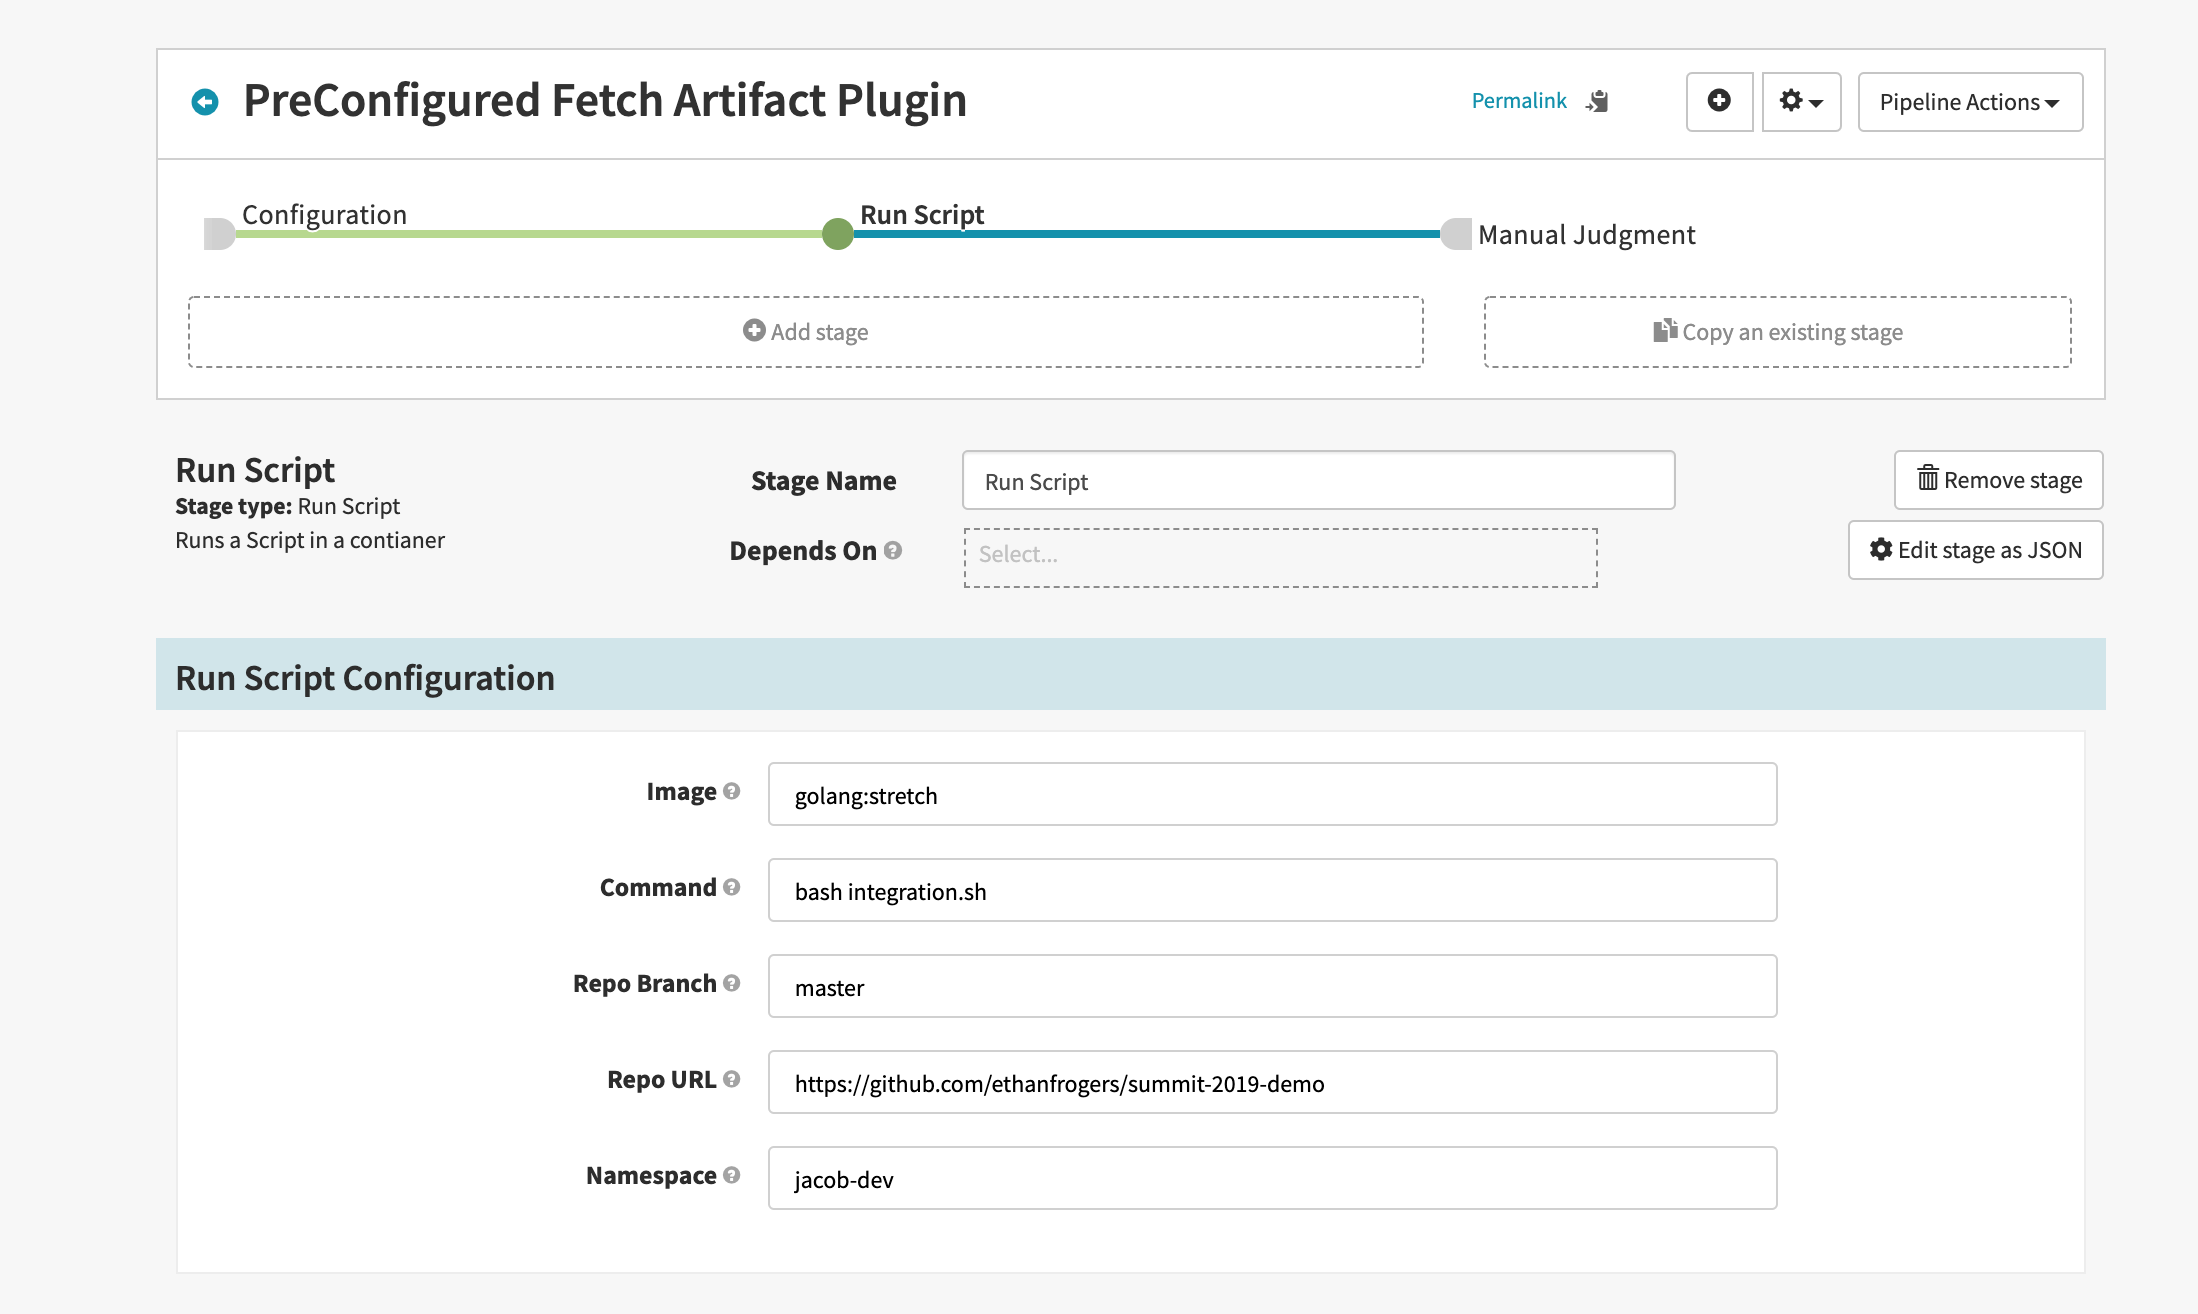 PreConfigured Fetch Artifact Plugin
Permalink
Pipeline Actions
Configuration
Run Script
Manual Judgment
Add stage
Copy an existing stage
Run Script
Stage type: Run Script
Runs a Script in a contianer
Stage Name
Run Script
Depends On
Select...
Remove stage
Edit stage as JSON
Run Script Configuration
Image
golang:stretch
Command
bash integration.sh
Repo Branch
master
Repo URL
https://github.com/ethanfrogers/summit-2019-demo
Namespace
jacob-dev